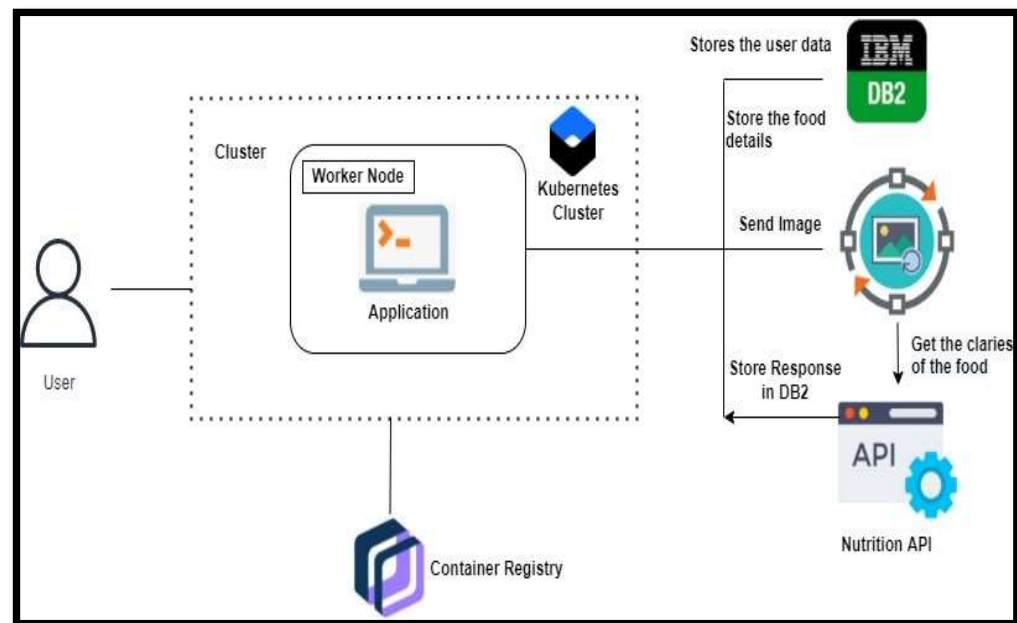 Stores the user data
IBM
DB2
Store the food
details
Cluster
Worker Node
Kubernetes
Cluster
Send Image
Application
User
Get the claries
of the food
Store Response
in DB2
API
Nutrition API
Container Registry